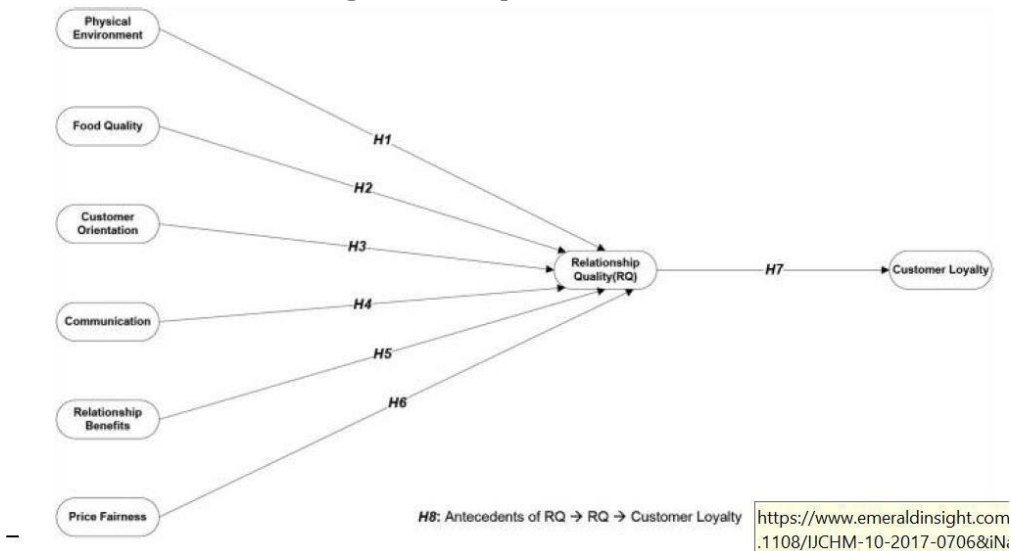 Physical
Environment
H1
Food Quality
H2
Customer
Orientation
H3
Relationship
Quality(RQ)
H7
Customer Loyalty
Communication
H4
H5
Relationship
Benefits
H6
Price Fairness
H8: Antecedents of RQ → RQ → Customer Loyalty
https://www.emeraldinsight.com
.1108/IJCHM-10-2017-0706&iNa